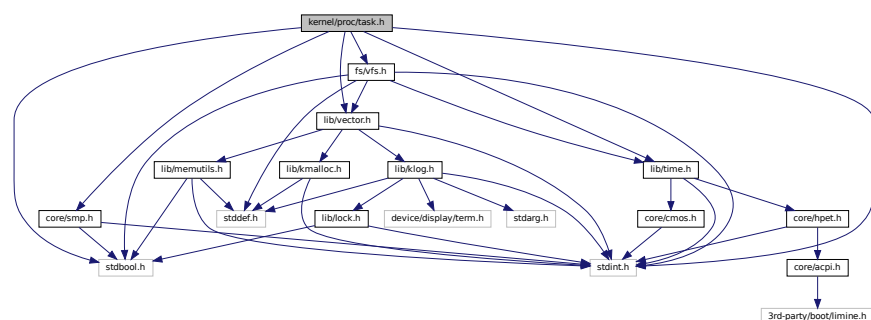 kernel/proc/task.h
fs/vfs.h
lib/vector.h
lib/memutils.h
lib/kmalloc.h
lib/klog.h
lib/time.h
core/smp.h
stddef.h
lib/lock.h
device/display/term.h
stdarg.h
core/cmos.h
core/hpet.h
stdbool.h
stdint.h
core/acpi.h
3rd-party/boot/limine.h